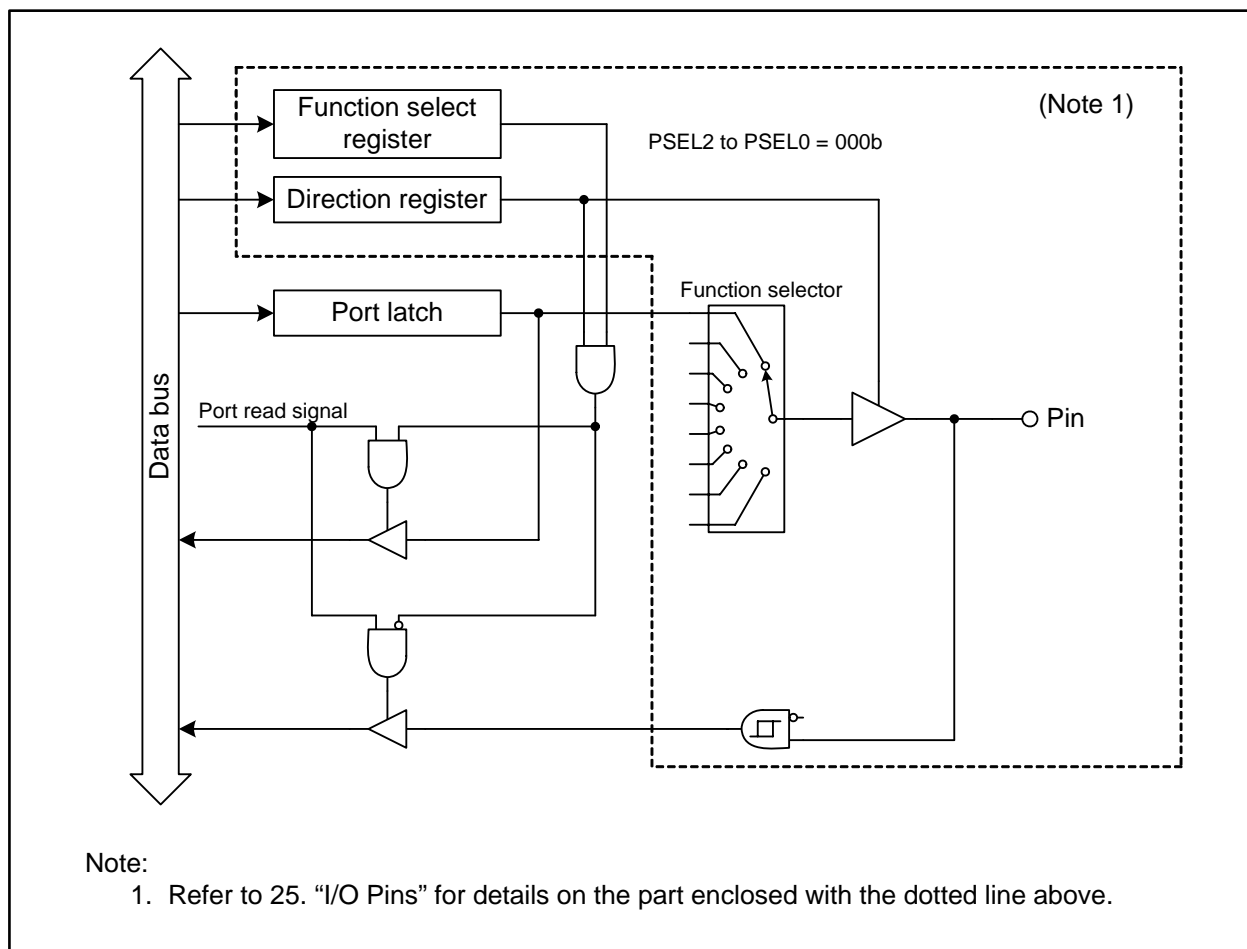 Function select
register
(Note 1)
PSEL2 to PSEL0 = 000b
Direction register
Function selector
Port latch
Data bus
Port read signal
Pin
Note:
1. Refer to 25. “I/O Pins” for details on the part enclosed with the dotted line above.